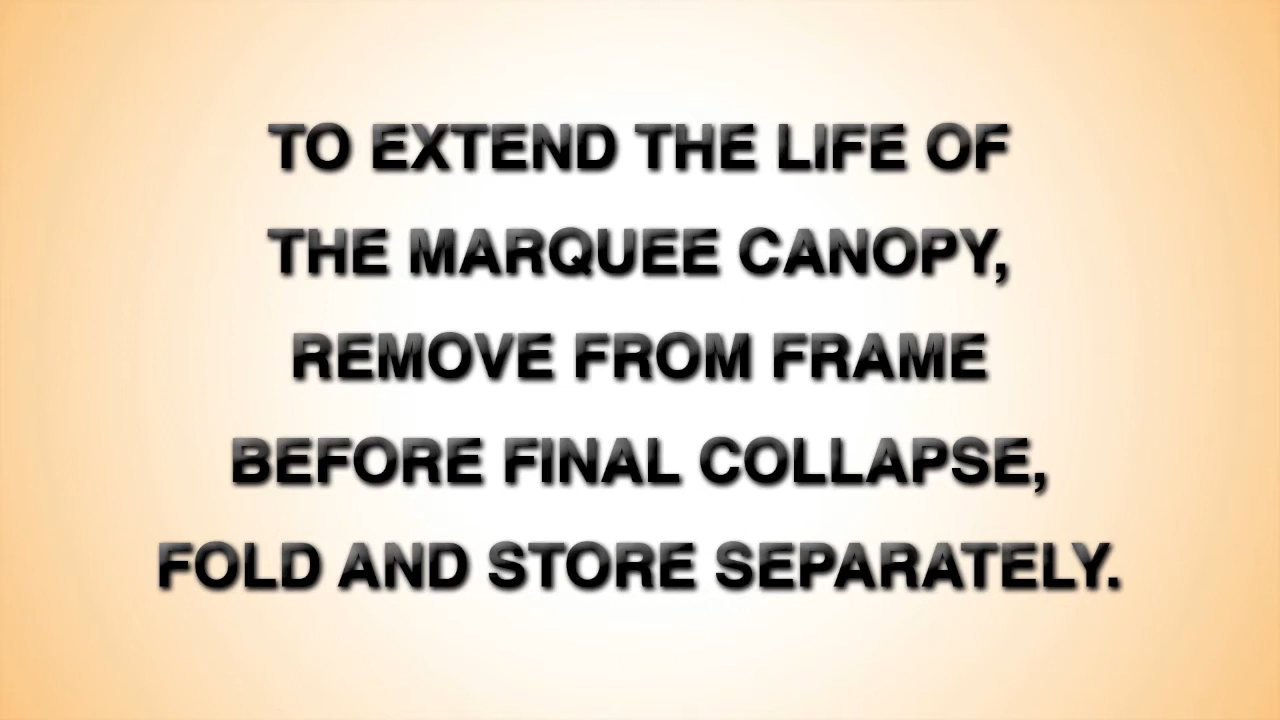 TO EXTEND THE LIFE OF
THE MARQUEE CANOPY,
REMOVE FROM FRAME
BEFORE FINAL COLLAPSE,
FOLD AND STORE SEPARATELY.